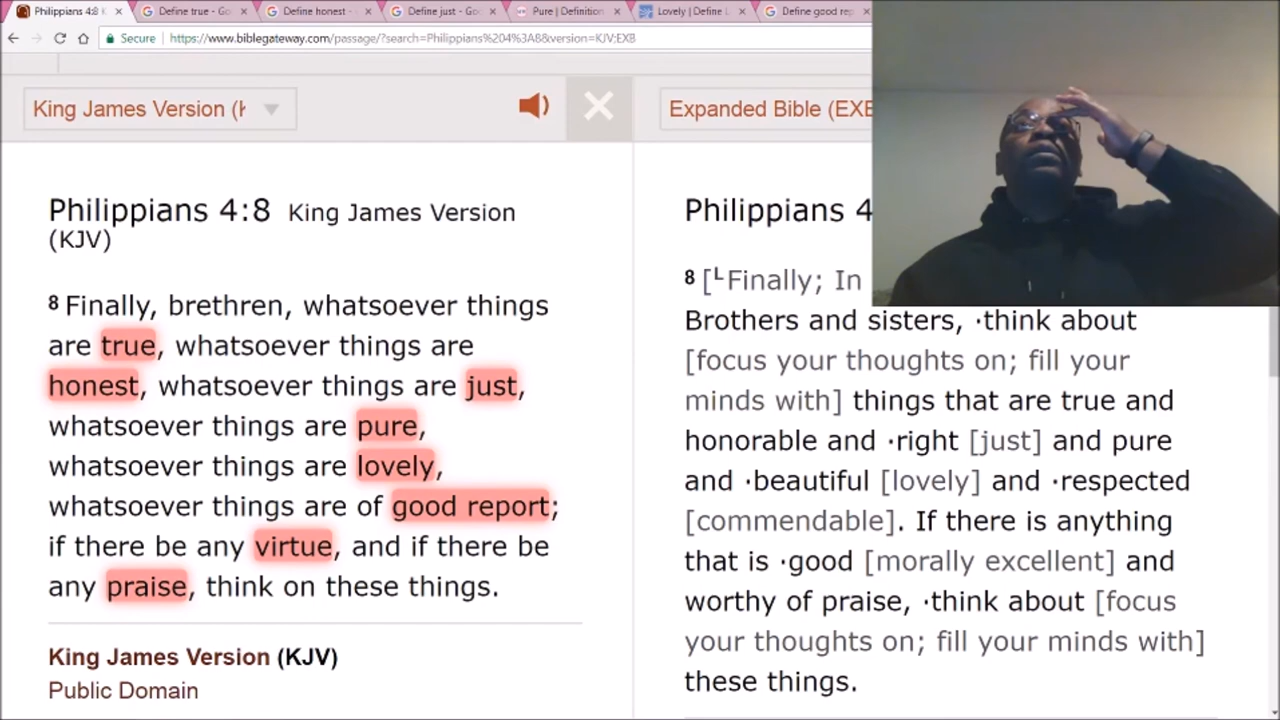 Philippians 4:8 K
Define true - Go
Define honest -
Define just - Go
Pure | Definition
Lovely | Define L
Define good rep
Secure
https://www.biblegateway.com/passage/?search=Philippians%204%3A8&version=KJV;EXB
King James Version (
Expanded Bible (EXE
Philippians 4:8 King James Version
(KJV)
8 Finally, brethren, whatsoever things
are true, whatsoever things are
honest, whatsoever things are just,
whatsoever things are pure,
whatsoever things are lovely,
whatsoever things are of good report;
if there be any virtue, and if there be
any praise, think on these things.
King James Version (KJV)
Public Domain
Philippians 4
8 [ᴸFinally; In
Brothers and sisters, ·think about
[focus your thoughts on; fill your
minds with] things that are true and
honorable and ·right [just] and pure
and ·beautiful [lovely] and ·respected
[commendable]. If there is anything
that is ·good [morally excellent] and
worthy of praise, ·think about [focus
your thoughts on; fill your minds with]
these things.